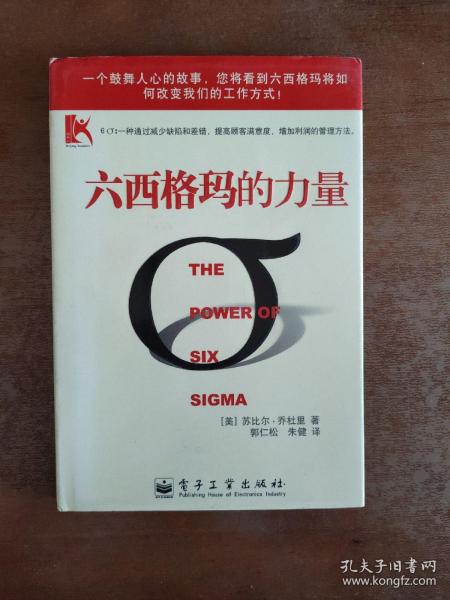 一个鼓舞人心的故事，您将看到六西格玛将如
何改变我们的工作方式！
6σ:一种通过减少缺陷和差错，提高顾客满意度，增加利润的管理方法。
六西格玛的力量
σ
THE
POWER OF
SIX
SIGMA
［美］苏比尔·乔杜里 著
郭仁松 朱健 译
電子工業出版社
Publishing House of Electronics Industry
孔夫子旧书网
www.kongfz.com